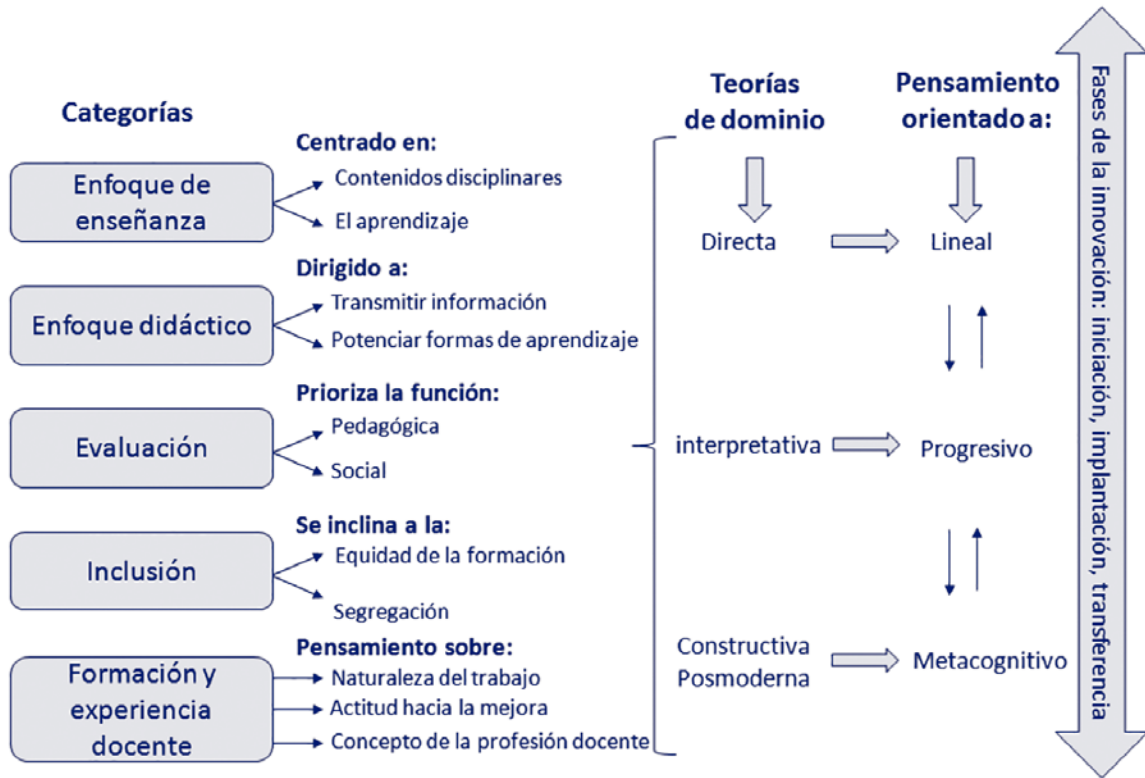 Categorías
Enfoque de
enseñanza
Centrado en:
Contenidos disciplinares
El aprendizaje
Enfoque didáctico
Dirigido a:
Transmitir información
Potenciar formas de aprendizaje
Evaluación
Prioriza la función:
Pedagógica
Social
Inclusión
Se inclina a la:
Equidad de la formación
Segregación
Formación y
experiencia
docente
Pensamiento sobre:
Naturaleza del trabajo
Actitud hacia la mejora
Concepto de la profesión docente
Teorías
de dominio
Pensamiento
orientado a:
Directa
Lineal
interpretativa
Progresivo
Constructiva
Posmoderna
Metacognitivo
Fases de la innovación: iniciación, implantación, transferencia